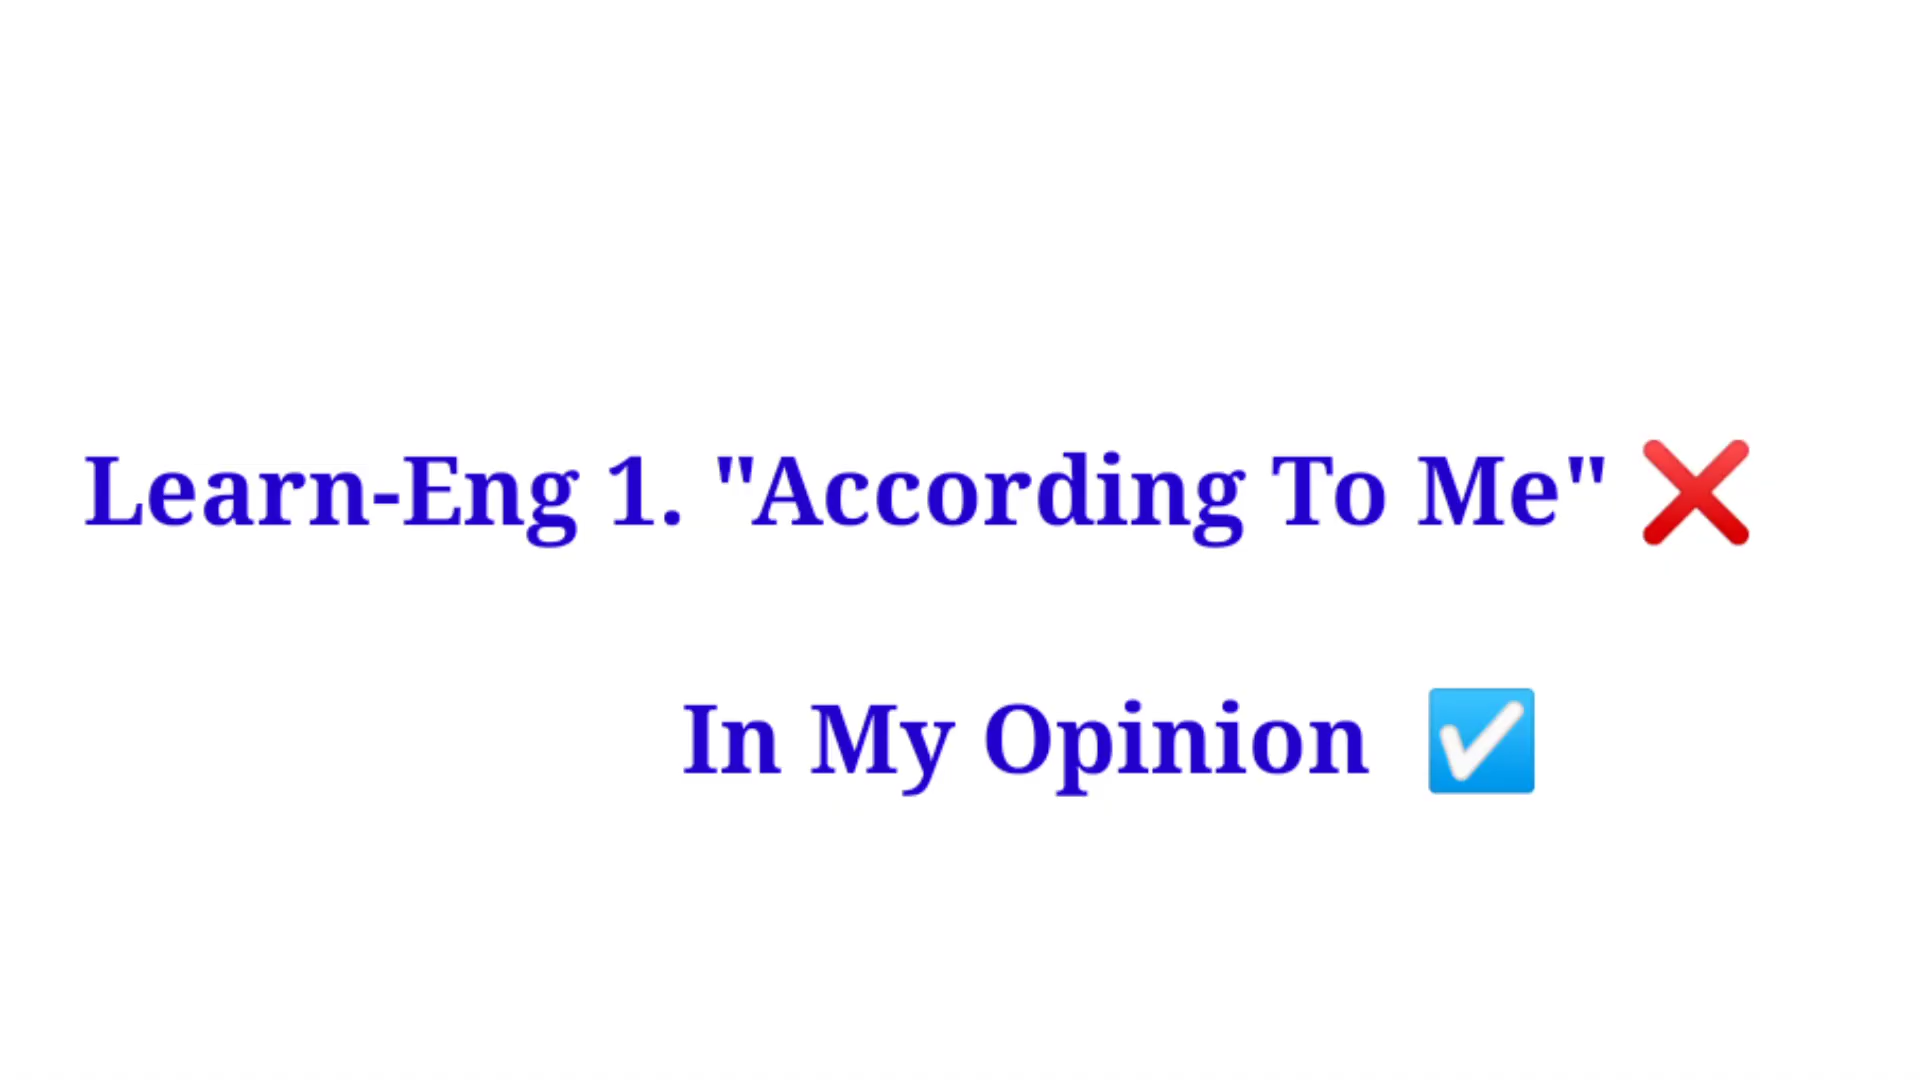 Learn-Eng 1. "According To Me" ❌
In My Opinion ☑